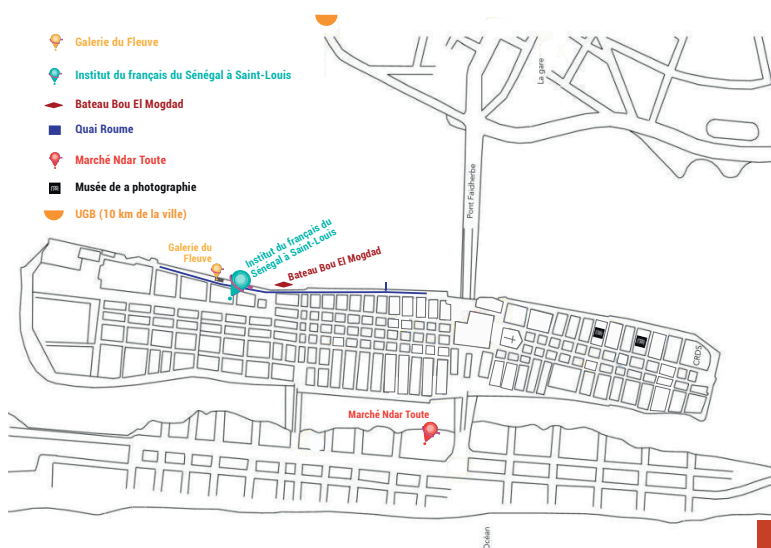 Galerie du Fleuve
Institut du français du Sénégal à Saint-Louis
Bateau Bou El Mogdad
Quai Roume
Marché Ndar Toute
Musée de a photographie
UGB (10 km de la ville)
La gare
Pont Faidherbe
Galerie du
Fleuve
Institut du français du
Sénégal à Saint-Louis
Bateau Bou El Mogdad
CRDS
Marché Ndar Toute
Océan